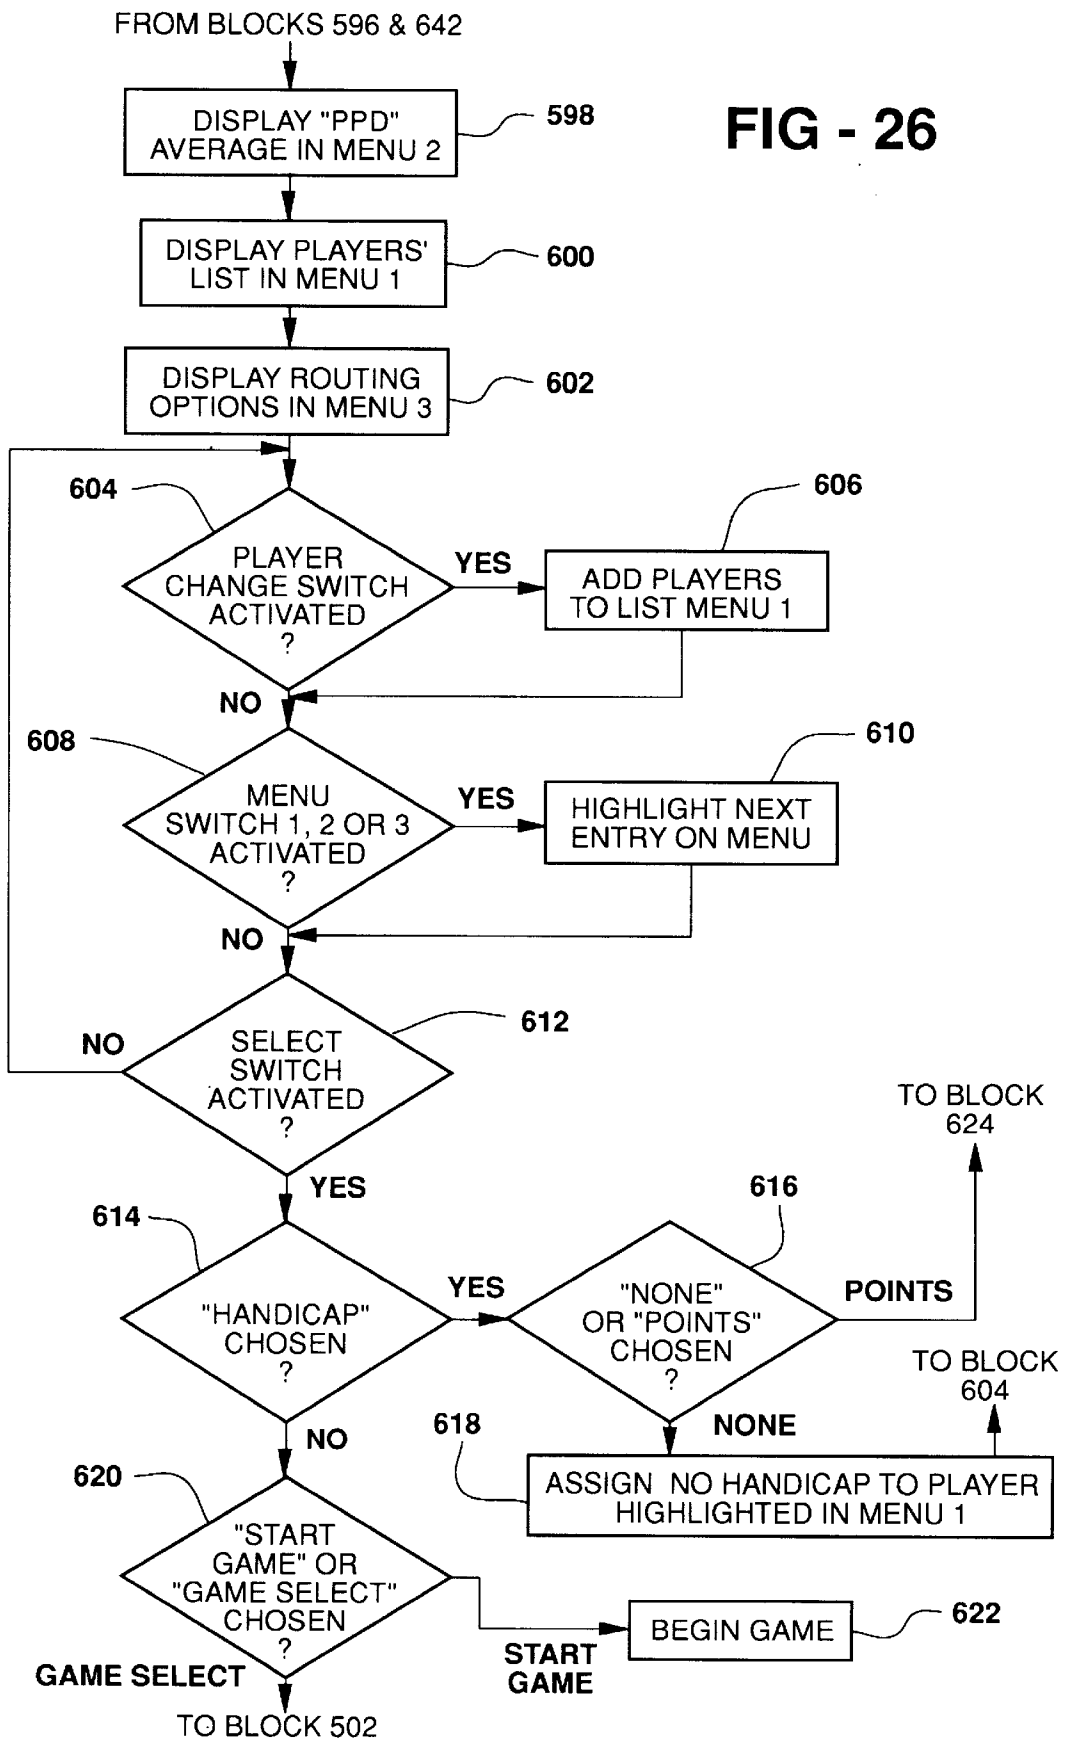 FROM BLOCKS 596 & 642
DISPLAY "PPD"
AVERAGE IN MENU 2
598
FIG - 26
DISPLAY PLAYERS'
LIST IN MENU 1
600
DISPLAY ROUTING
OPTIONS IN MENU 3
602
604
PLAYER
CHANGE SWITCH
ACTIVATED
?
YES
606
ADD PLAYERS
TO LIST MENU 1
NO
608
MENU
SWITCH 1, 2 OR 3
ACTIVATED
?
YES
610
HIGHLIGHT NEXT
ENTRY ON MENU
NO
612
SELECT
SWITCH
ACTIVATED
?
NO
YES
614
"HANDICAP"
CHOSEN
?
YES
616
"NONE"
OR "POINTS"
CHOSEN
?
POINTS
TO BLOCK
624
NONE
TO BLOCK
604
618
ASSIGN NO HANDICAP TO PLAYER
HIGHLIGHTED IN MENU 1
NO
620
"START
GAME" OR
"GAME SELECT"
CHOSEN
?
START
GAME
BEGIN GAME
622
GAME SELECT
TO BLOCK 502